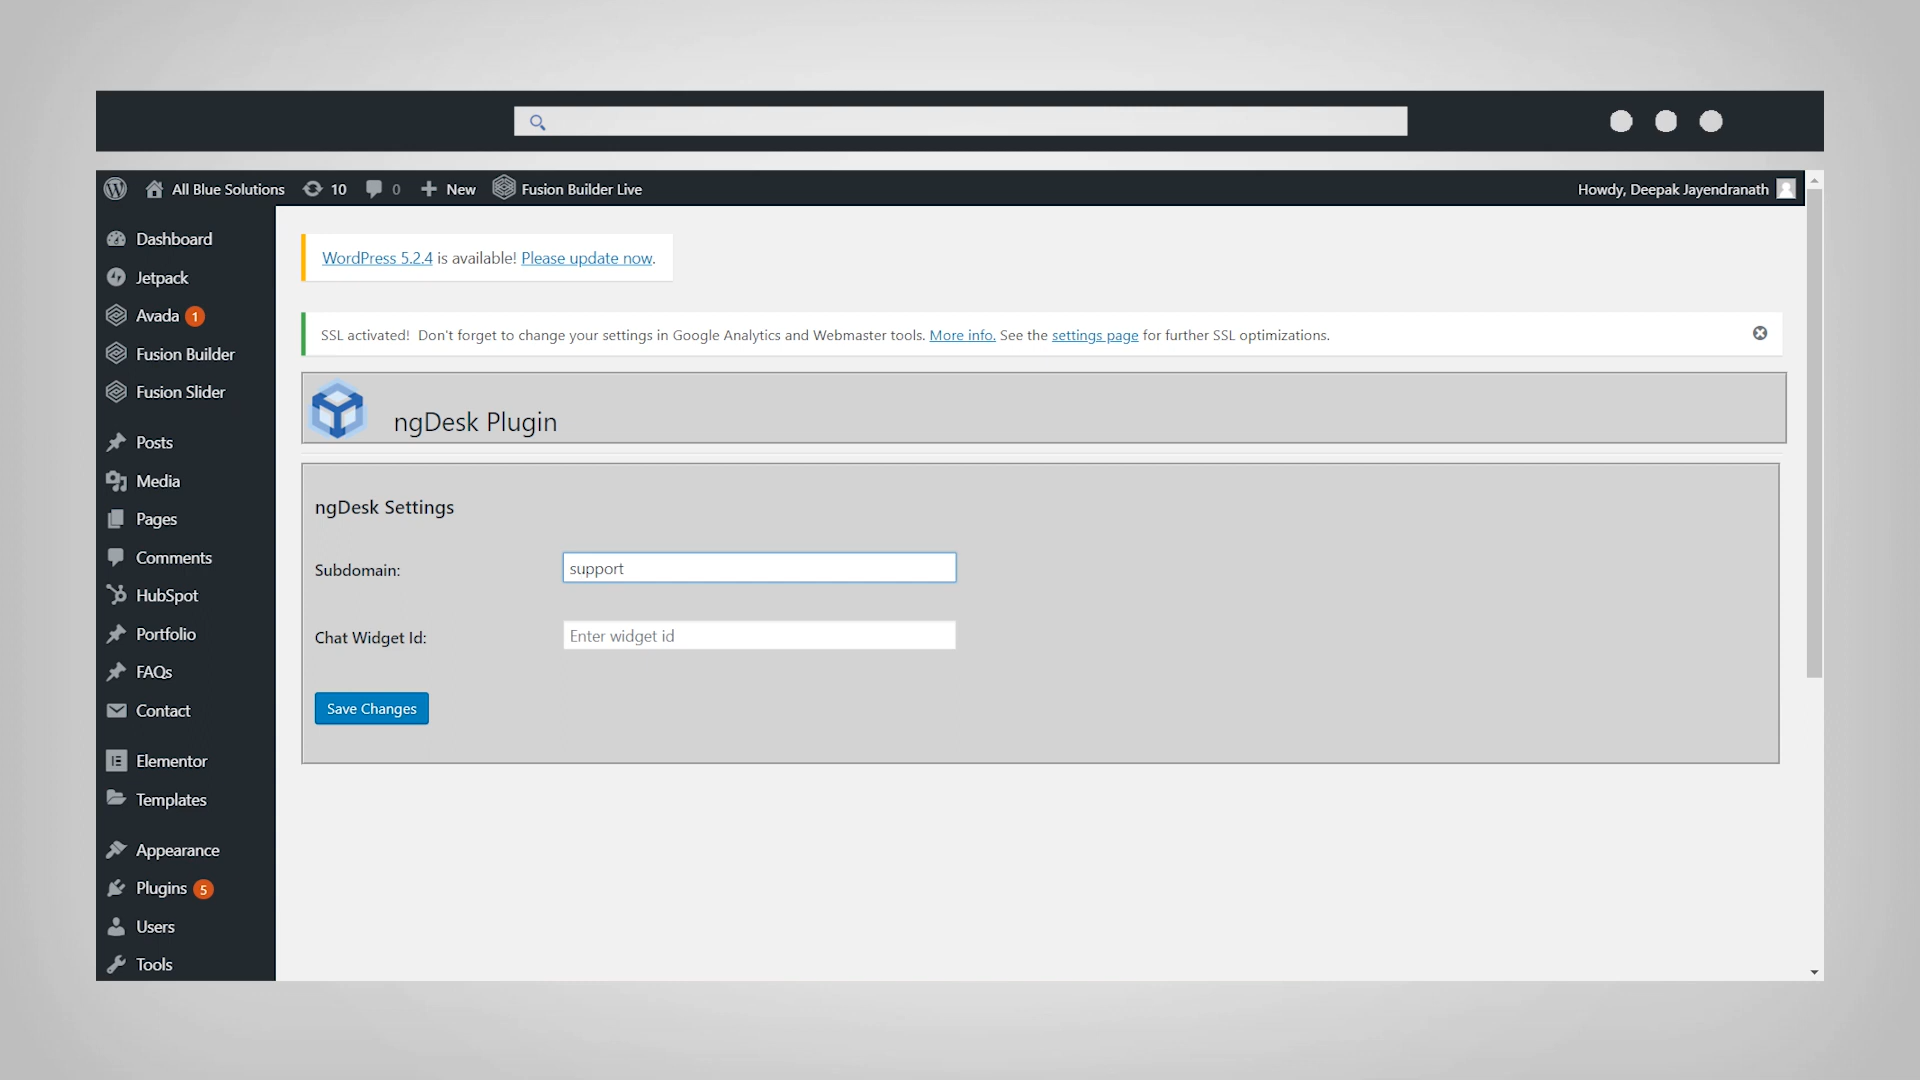 All Blue Solutions 10 0 New Fusion Builder Live Howdy, Deepak Jayendranath
Dashboard
Jetpack
Avada 1
Fusion Builder
Fusion Slider
Posts
Media
Pages
Comments
HubSpot
Portfolio
FAQs
Contact
Elementor
Templates
Appearance
Plugins 5
Users
Tools
WordPress 5.2.4 is available! Please update now.
SSL activated! Don't forget to change your settings in Google Analytics and Webmaster tools. More info. See the settings page for further SSL optimizations.
ngDesk Plugin
ngDesk Settings
Subdomain: support
Chat Widget Id: Enter widget id
Save Changes